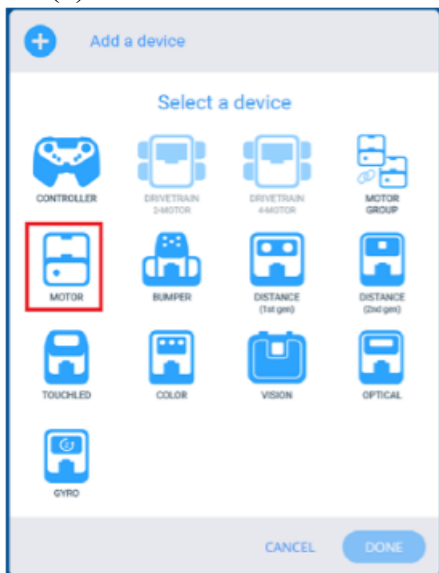 Add a device
Select a device
CONTROLLER
DRIVETRAIN
2-MOTOR
DRIVETRAIN
4-MOTOR
MOTOR
GROUP
MOTOR
BUMPER
DISTANCE
(1st gen)
DISTANCE
(2nd gen)
TOUCHLED
COLOR
VISION
OPTICAL
GYRO
CANCEL
DONE